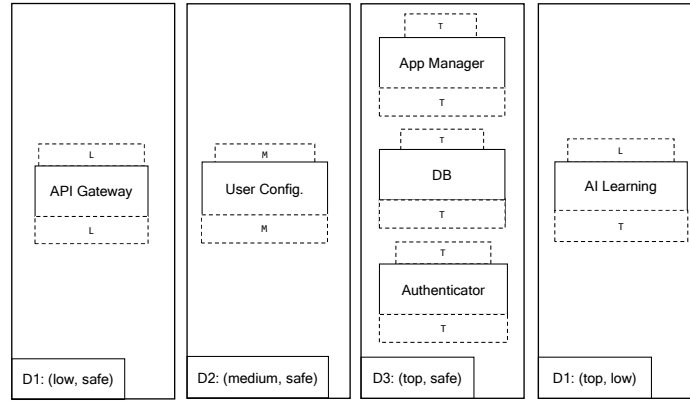 L
API Gateway
L
D1: (low, safe)
M
User Config.
M
D2: (medium, safe)
T
App Manager
T
T
DB
T
T
Authenticator
T
D3: (top, safe)
L
AI Learning
T
D1: (top, low)